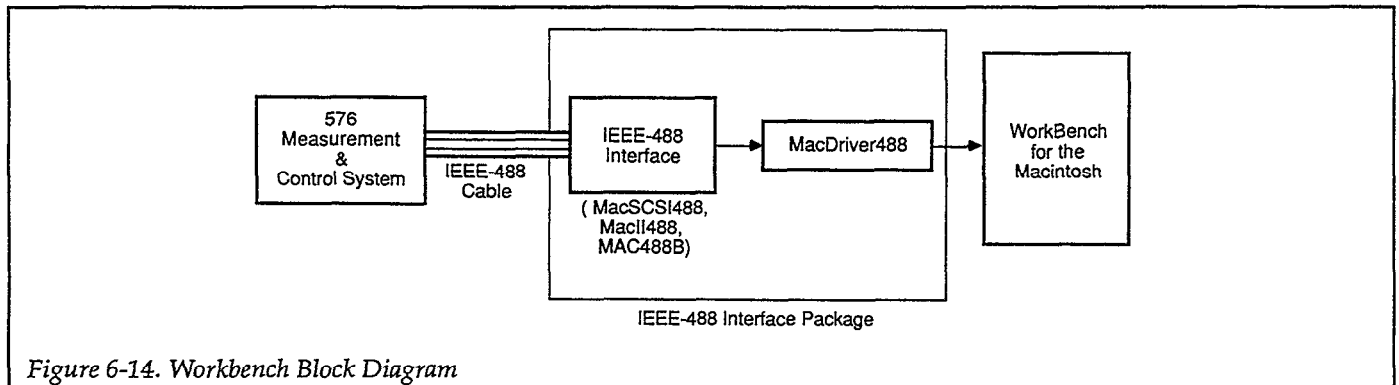 576
Measurement
&
Control System
IEEE-488
Cable
IEEE-488
Interface
( MacSCSI488,
MacII488,
MAC488B)
MacDriver488
WorkBench
for the
Macintosh
IEEE-488 Interface Package
Figure 6-14. Workbench Block Diagram